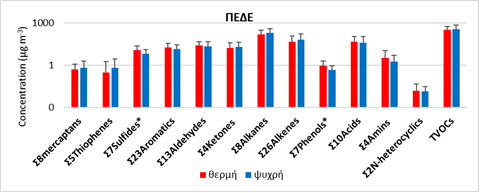 ΠΕΔΕ
Concentration (μg m-3)
1000
1
0
Σ8mercaptans
Σ5Thiophenes
Σ7Sulfides*
Σ23Aromatics
Σ13Aldehydes
Σ4Ketones
Σ8Alkanes
Σ26Alkenes
Σ7Phenols*
Σ10Acids
Σ4Amins
Σ2N-heterocyclics
TVOCs
θερμή ψυχρή